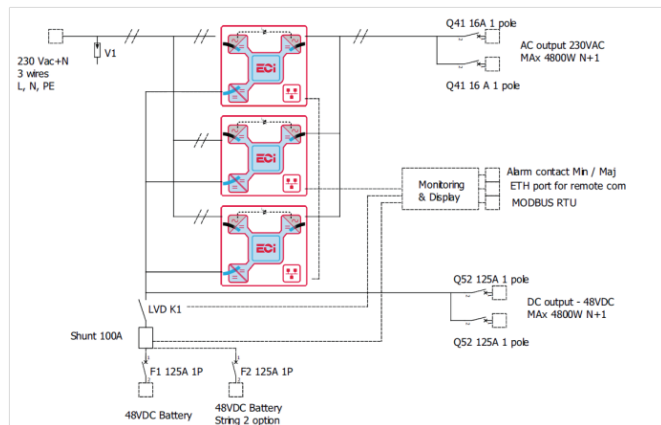 230 Vac+N
3 wires
L, N, PE
V1
ECi
ECi
ECi
Q41 16A 1 pole
AC output 230VAC
MAx 4800W N+1
Q41 16 A 1 pole
Monitoring
& Display
Alarm contact Min / Maj
ETH port for remote com
MODBUS RTU
Q52 125A 1 pole
DC output - 48VDC
MAx 4800W N+1
Q52 125A 1 pole
LVD K1
Shunt 100A
F1 125A 1P
F2 125A 1P
48VDC Battery
48VDC Battery
String 2 option